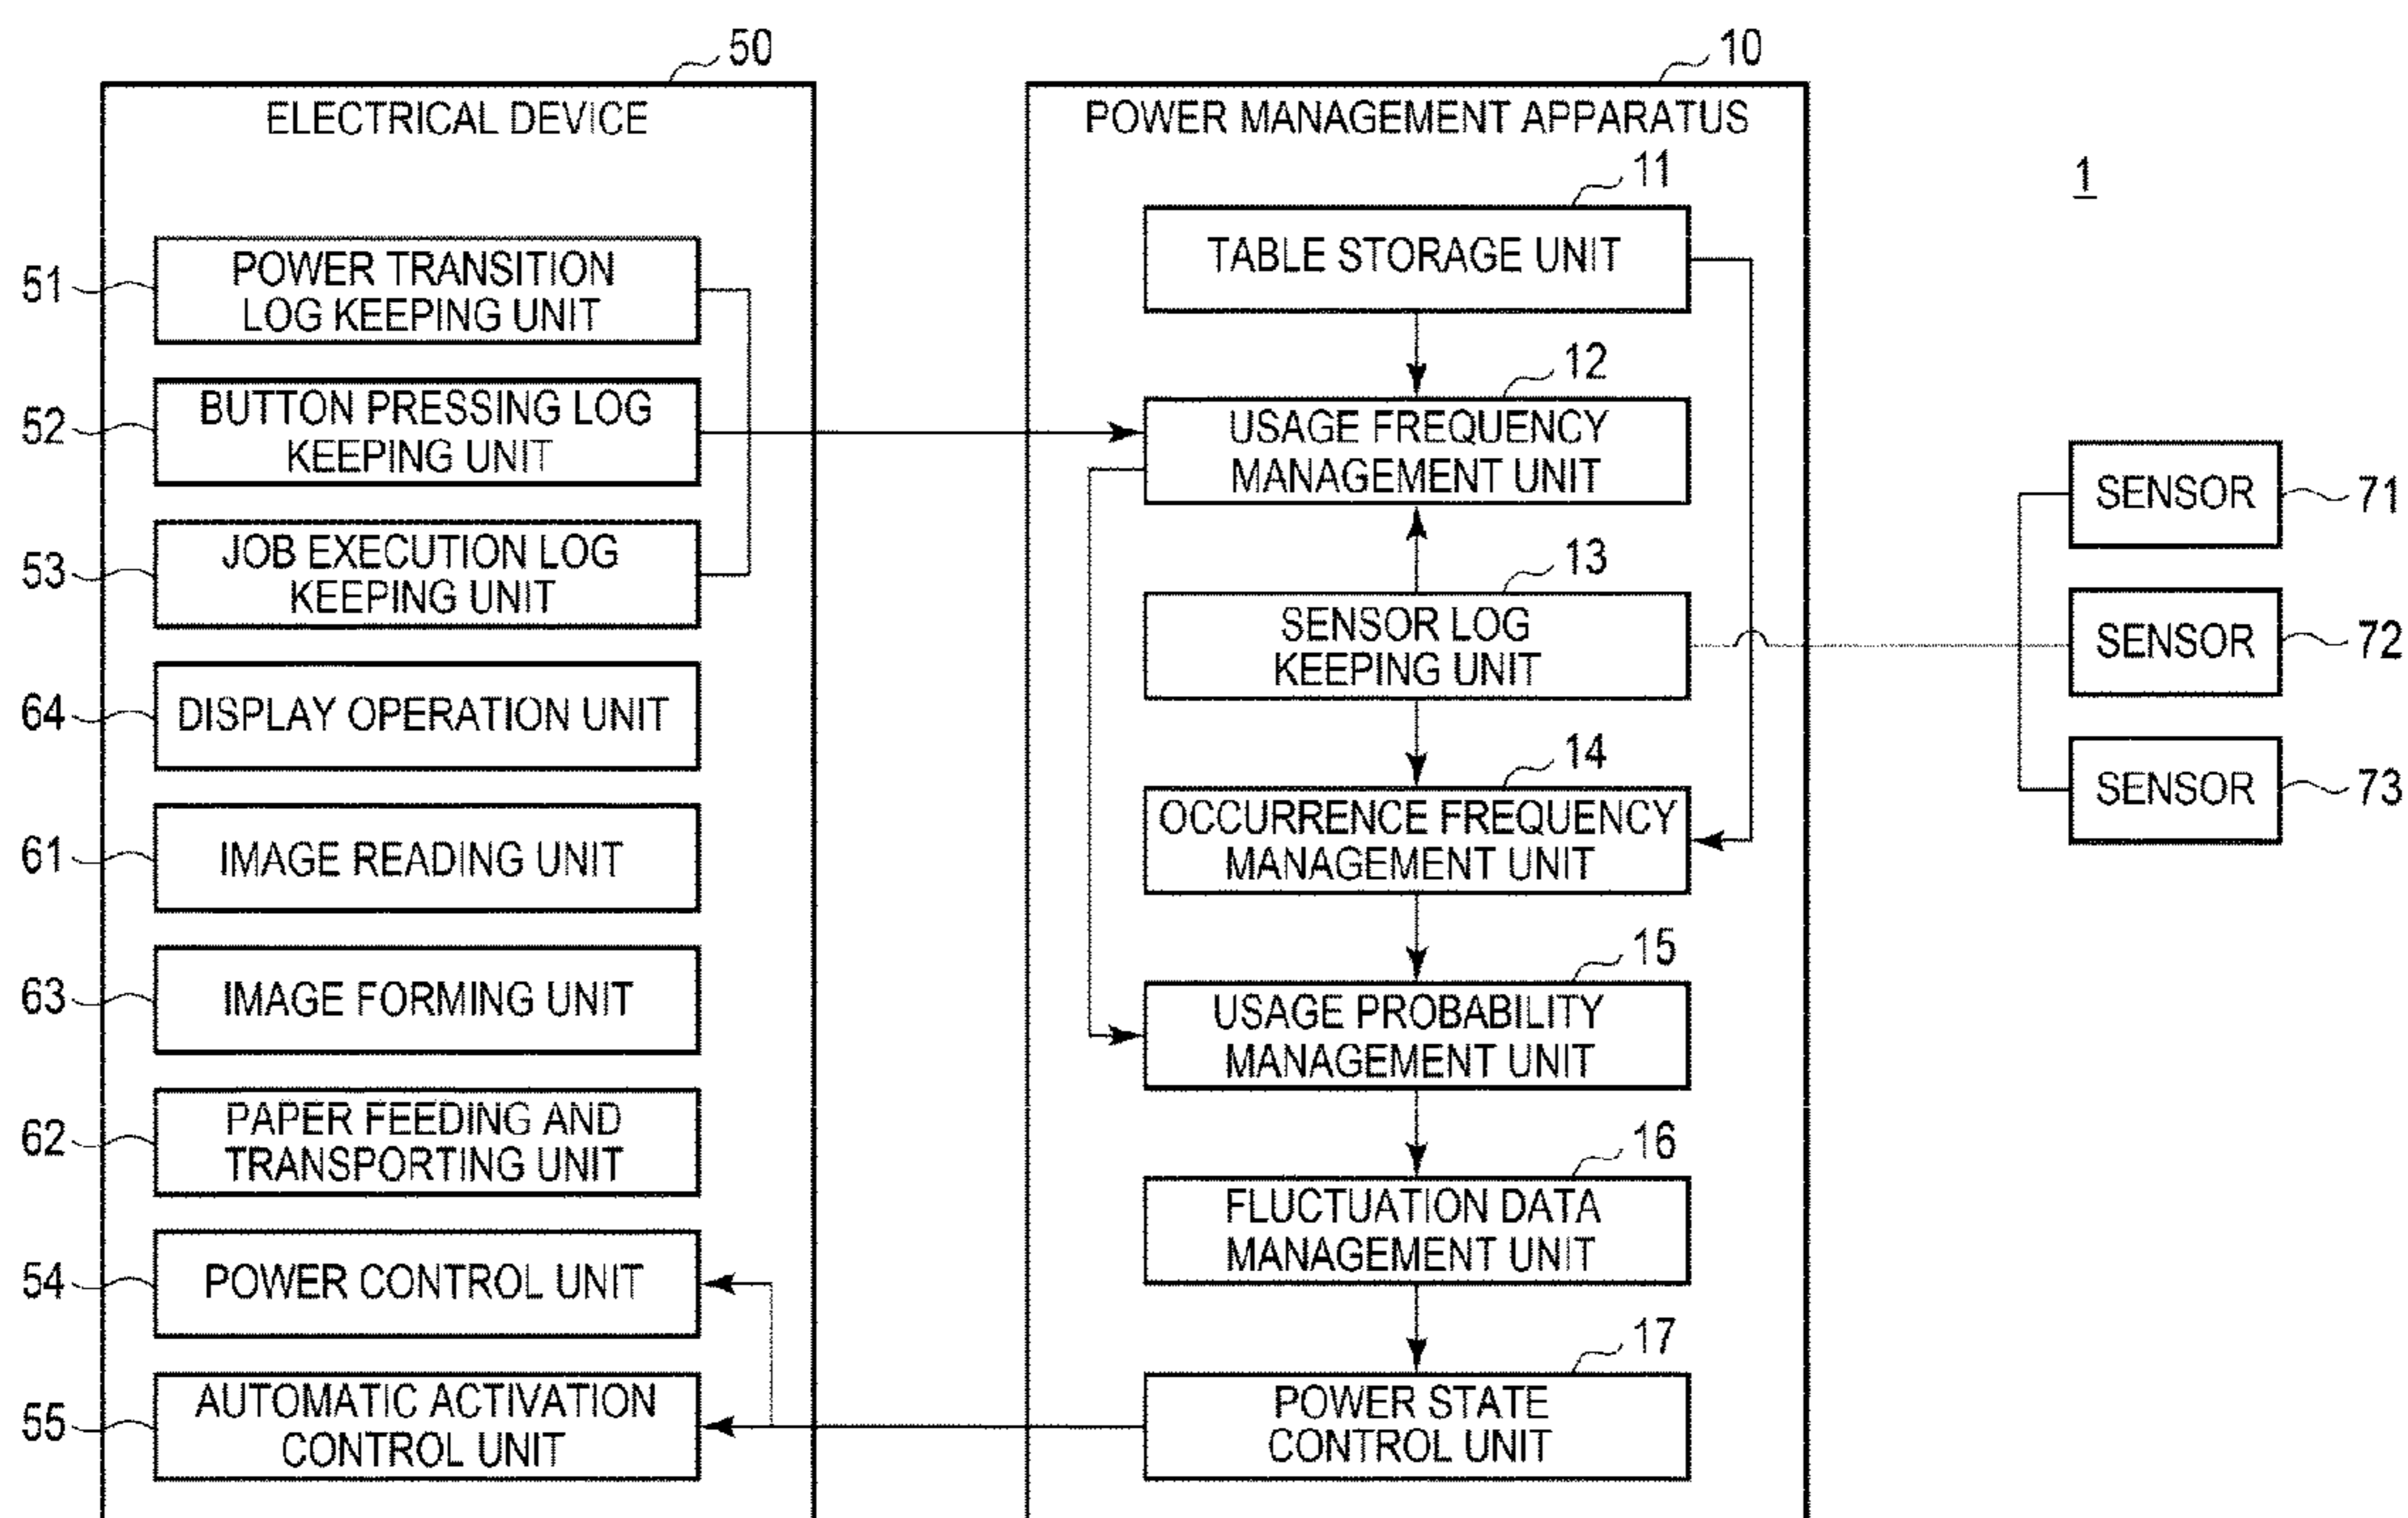 50
ELECTRICAL DEVICE
51
POWER TRANSITION
LOG KEEPING UNIT
52
BUTTON PRESSING LOG
KEEPING UNIT
53
JOB EXECUTION LOG
KEEPING UNIT
64
DISPLAY OPERATION UNIT
61
IMAGE READING UNIT
63
IMAGE FORMING UNIT
62
PAPER FEEDING AND
TRANSPORTING UNIT
54
POWER CONTROL UNIT
55
AUTOMATIC ACTIVATION
CONTROL UNIT
10
POWER MANAGEMENT APPARATUS
11
TABLE STORAGE UNIT
12
USAGE FREQUENCY
MANAGEMENT UNIT
13
SENSOR LOG
KEEPING UNIT
14
OCCURRENCE FREQUENCY
MANAGEMENT UNIT
15
USAGE PROBABILITY
MANAGEMENT UNIT
16
FLUCTUATION DATA
MANAGEMENT UNIT
17
POWER STATE
CONTROL UNIT
1
SENSOR
71
SENSOR
72
SENSOR
73